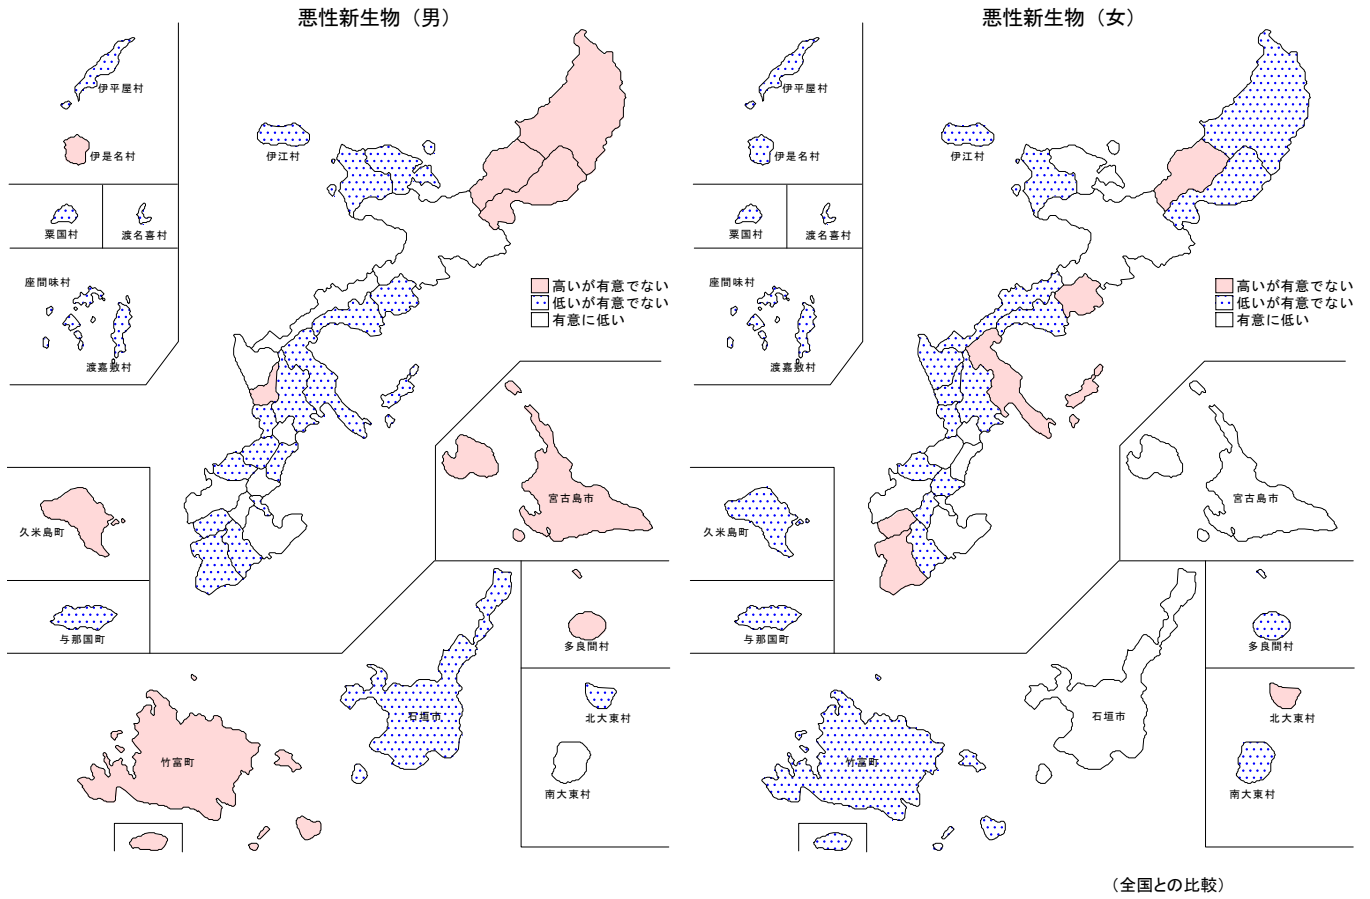 悪性新生物（男）
伊平屋村
伊是名村
伊江村
粟国村
渡名喜村
座間味村
渡嘉敷村
高いが有意でない
低いが有意でない
有意に低い
宮古島市
久米島町
与那国町
多良間村
石垣市
北大東村
竹富町
南大東村
悪性新生物（女）
伊平屋村
伊是名村
伊江村
粟国村
渡名喜村
座間味村
渡嘉敷村
高いが有意でない
低いが有意でない
有意に低い
宮古島市
久米島町
与那国町
多良間村
石垣市
北大東村
竹富町
南大東村
（全国との比較）